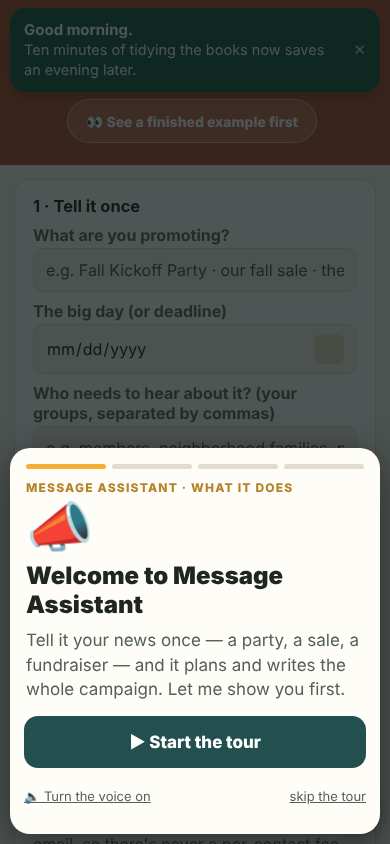 Good morning.
Ten minutes of tidying the books now saves
an evening later.
×
👀 See a finished example first
1 · Tell it once
What are you promoting?
e.g. Fall Kickoff Party · our fall sale · the
The big day (or deadline)
mm/dd/yyyy
Who needs to hear about it? (your
groups, separated by commas)
e.g. members, neighborhood families, r
MESSAGE ASSISTANT · WHAT IT DOES
Welcome to Message
Assistant
Tell it your news once — a party, a sale, a
fundraiser — and it plans and writes the
whole campaign. Let me show you first.
▶ Start the tour
🔈 Turn the voice on
skip the tour